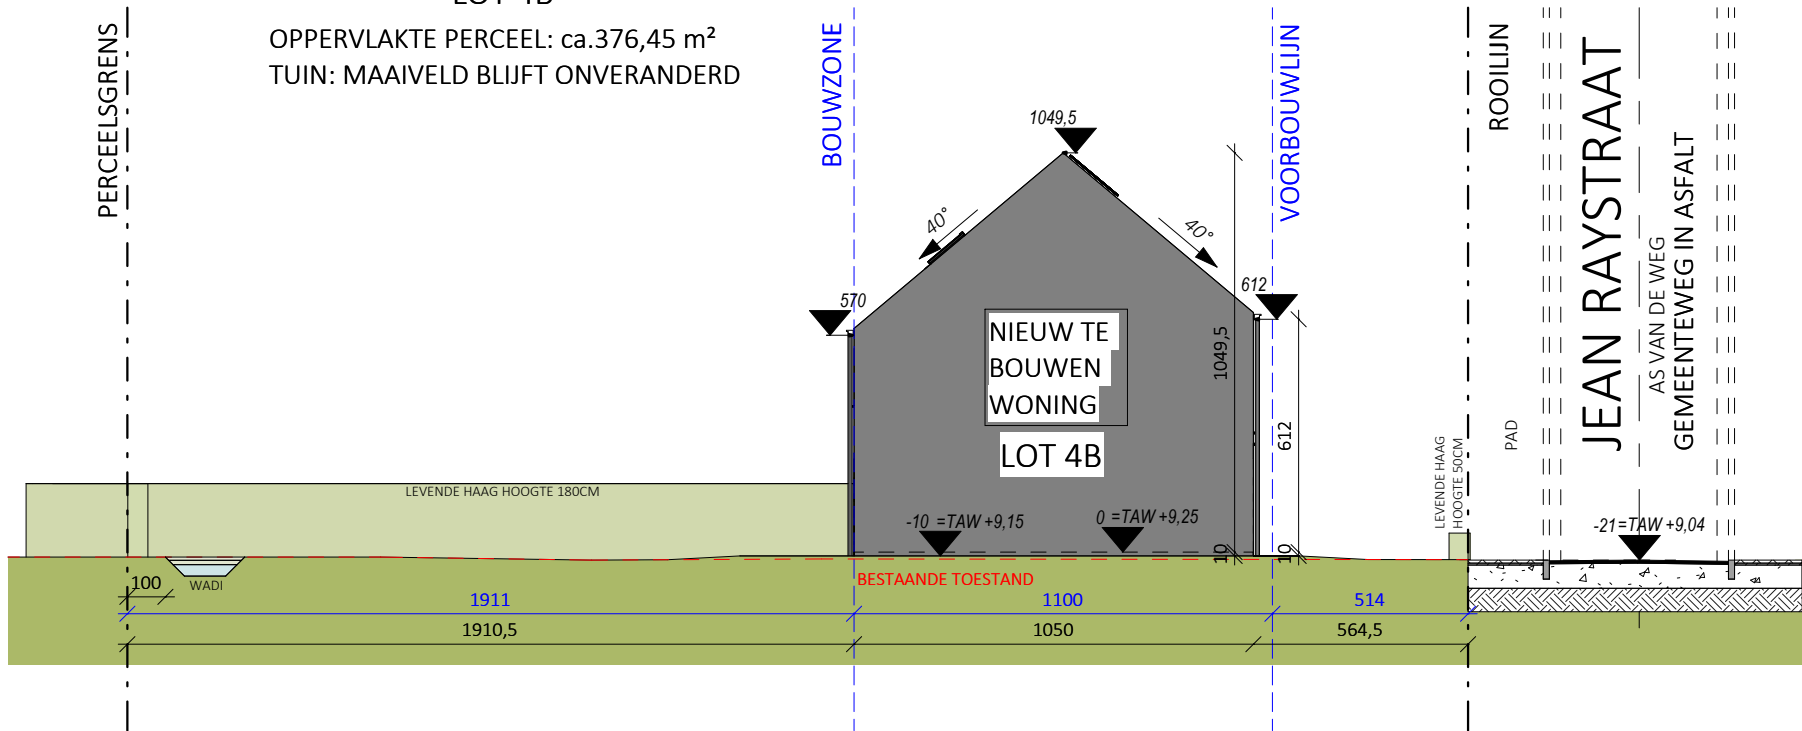 LOT 4B
OPPERVLAKTE PERCEEL: ca.376,45 m²
TUIN: MAAIVELD BLIJFT ONVERANDERD
PERCEELSGRENS
BOUWZONE
VOORBOUWLIJN
ROOILIJN
JEAN RAYSTRAAT
AS VAN DE WEG
GEMEENTEWEG IN ASFALT
PAD
1049,5
40°
40°
570
612
1049,5
612
NIEUW TE
BOUWEN
WONING
LOT 4B
LEVENDE HAAG HOOGTE 180CM
LEVENDE HAAG
HOOGTE 50CM
-10 =TAW +9,15
0 =TAW +9,25
-21=TAW +9,04
10
10
BESTAANDE TOESTAND
100
WADI
1911
1100
514
1910,5
1050
564,5